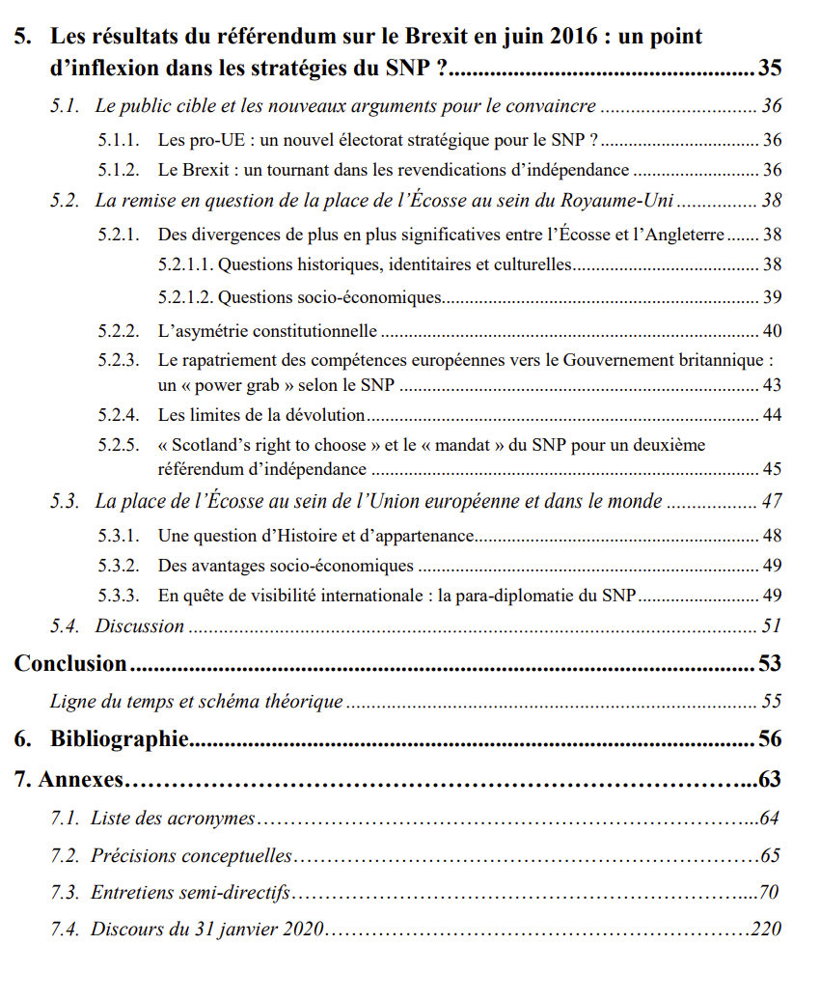 5. Les résultats du référendum sur le Brexit en juin 2016 : un point
d’inflexion dans les stratégies du SNP ?.....................................................35
5.1. Le public cible et les nouveaux arguments pour le convaincre ............................... 36
5.1.1. Les pro-UE : un nouvel électorat stratégique pour le SNP ?................................. 36
5.1.2. Le Brexit : un tournant dans les revendications d’indépendance .......................... 36
5.2. La remise en question de la place de l’Écosse au sein du Royaume-Uni................ 38
5.2.1. Des divergences de plus en plus significatives entre l’Écosse et l’Angleterre....... 38
5.2.1.1. Questions historiques, identitaires et culturelles....................................... 38
5.2.1.2. Questions socio-économiques.................................................................. 39
5.2.2. L’asymétrie constitutionnelle ............................................................................... 40
5.2.3. Le rapatriement des compétences européennes vers le Gouvernement britannique :
un « power grab » selon le SNP ........................................................................... 43
5.2.4. Les limites de la dévolution.................................................................................. 44
5.2.5. « Scotland’s right to choose » et le « mandat » du SNP pour un deuxième
référendum d’indépendance ................................................................................. 45
5.3. La place de l’Écosse au sein de l’Union européenne et dans le monde .................. 47
5.3.1. Une question d’Histoire et d’appartenance........................................................... 48
5.3.2. Des avantages socio-économiques ....................................................................... 49
5.3.3. En quête de visibilité internationale : la para-diplomatie du SNP......................... 49
5.4. Discussion ................................................................................................................. 51
Conclusion............................................................................................................53
Ligne du temps et schéma théorique ................................................................................. 55
6. Bibliographie..................................................................................................56
7. Annexes……………………………………………………………………...63
7.1. Liste des acronymes…………………………………………………………………...64
7.2. Précisions conceptuelles………………………………………………………………65
7.3. Entretiens semi-directifs……………………………………………………………....70
7.4. Discours du 31 janvier 2020………………………………………………………….220